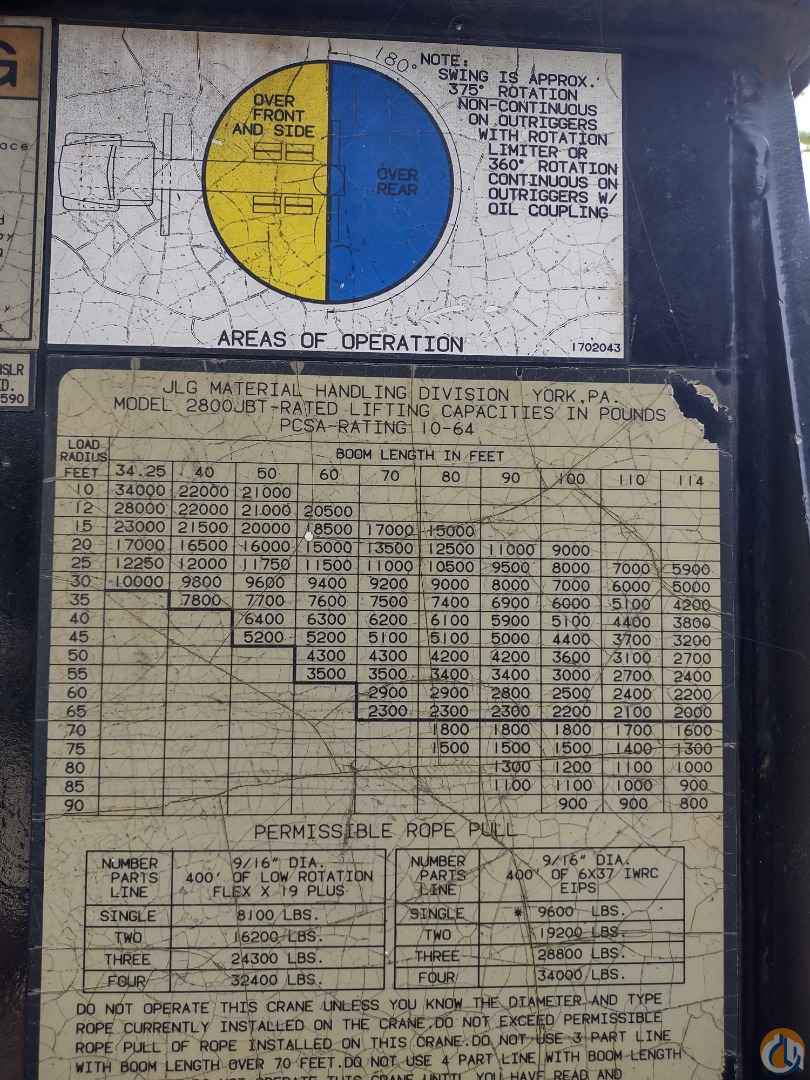 G
ace
d
by
g
HSLR
ID.
590
180°
NOTE:
SWING IS APPROX.
375° ROTATION
NON-CONTINUOUS
ON OUTRIGGERS
WITH ROTATION
LIMITER OR
360° ROTATION
CONTINUOUS ON
OUTRIGGERS W/
OIL COUPLING
OVER
FRONT
AND SIDE
OVER
REAR
AREAS OF OPERATION
1702043
JLG MATERIAL HANDLING DIVISION YORK,PA.
MODEL 2800JBT-RATED LIFTING CAPACITIES IN POUNDS
PCSA-RATING 10-64
LOAD
RADIUS
FEET
BOOM LENGTH IN FEET
34.25 40 50 60 70 80 90 100 110 114
10 34000 22000 21000
12 28000 22000 21000 20500
15 23000 21500 20000 18500 17000 15000
20 17000 16500 16000 15000 13500 12500 11000 9000
25 12250 12000 11750 11500 11000 10500 9500 8000 7000 5900
30 10000 9800 9600 9400 9200 9000 8000 7000 6000 5000
35 7800 7700 7600 7500 7400 6900 6000 5100 4200
40 6400 6300 6200 6100 5900 5100 4400 3800
45 5200 5200 5100 5100 5000 4400 3700 3200
50 4300 4300 4200 4200 3600 3100 2700
55 3500 3500 3400 3400 3000 2700 2400
60 2900 2900 2800 2500 2400 2200
65 2300 2300 2300 2200 2100 2000
70 1800 1800 1800 1700 1600
75 1500 1500 1500 1400 1300
80 1300 1200 1100 1000
85 1100 1100 1000 900
90 900 900 800
PERMISSIBLE ROPE PULL
NUMBER
PARTS
LINE
9/16" DIA.
400' OF LOW ROTATION
FLEX X 19 PLUS
SINGLE 8100 LBS.
TWO 16200 LBS.
THREE 24300 LBS.
FOUR 32400 LBS.
NUMBER
PARTS
LINE
9/16" DIA.
400' OF 6X37 IWRC
EIPS
SINGLE * 9600 LBS.
TWO 19200 LBS.
THREE 28800 LBS.
FOUR 34000 LBS.
DO NOT OPERATE THIS CRANE UNLESS YOU KNOW THE DIAMETER AND TYPE
ROPE CURRENTLY INSTALLED ON THE CRANE.DO NOT EXCEED PERMISSIBLE
ROPE PULL OF ROPE INSTALLED ON THIS CRANE.DO NOT USE 3 PART LINE
WITH BOOM LENGTH OVER 70 FEET.DO NOT USE 4 PART LINE WITH BOOM LENGTH
OPERATE THIS CRANE UNTIL YOU HAVE READ AND